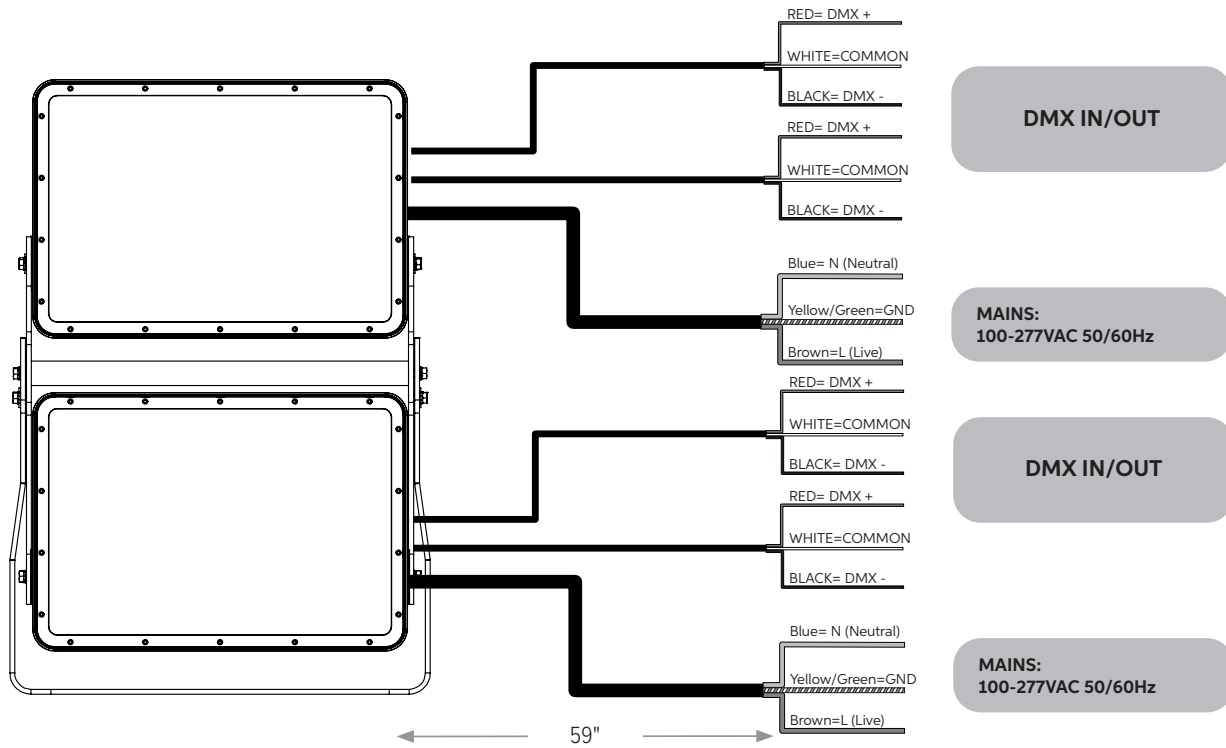 RED= DMX +
WHITE=COMMON
BLACK= DMX -
DMX IN/OUT
RED= DMX +
WHITE=COMMON
BLACK= DMX -
Blue= N (Neutral)
Yellow/Green=GND
Brown=L (Live)
MAINS:
100-277VAC 50/60Hz
RED= DMX +
WHITE=COMMON
BLACK= DMX -
DMX IN/OUT
RED= DMX +
WHITE=COMMON
BLACK= DMX -
Blue= N (Neutral)
Yellow/Green=GND
Brown=L (Live)
MAINS:
100-277VAC 50/60Hz
59"